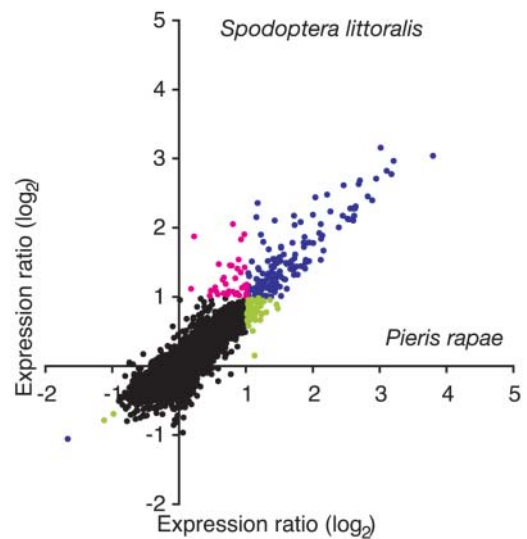 5
Spodoptera littoralis
4
3
2
1
Expression ratio (log2)
Pieris rapae
-2 -1 1 2 3 4 5
-1
-2
Expression ratio (log2)